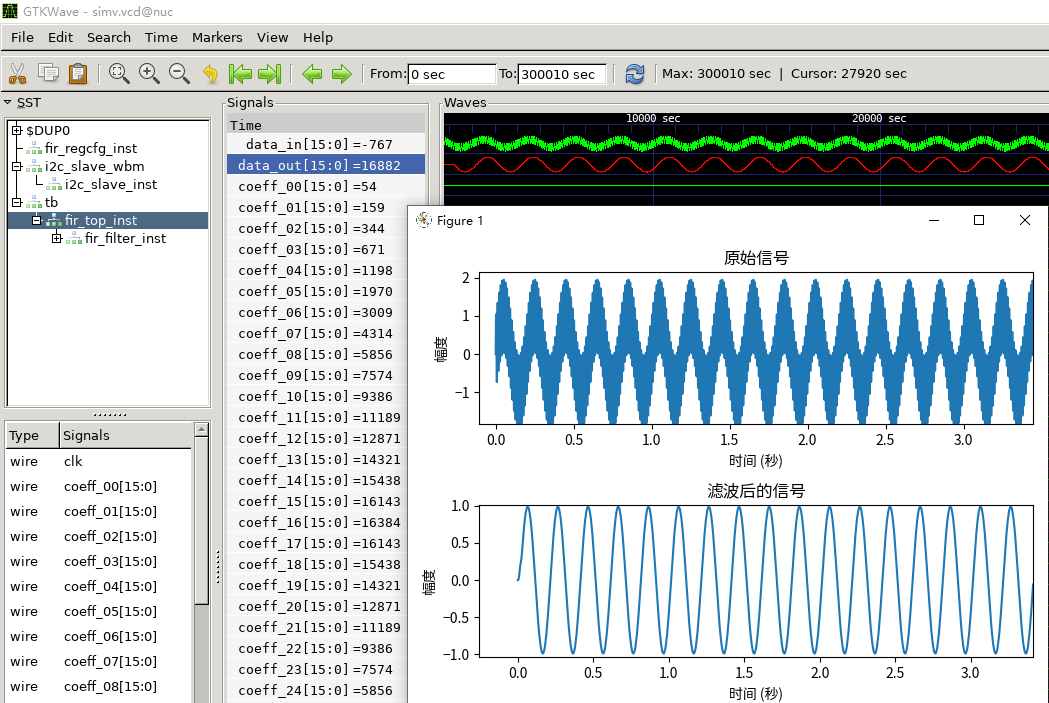 GTKWave - simv.vcd@nuc
File Edit Search Time Markers View Help
From: 0 sec To: 300010 sec Max: 300010 sec | Cursor: 27920 sec
SST
$DUP0
fir_regcfg_inst
i2c_slave_wbm
i2c_slave_inst
tb
fir_top_inst
fir_filter_inst
Type Signals
wire clk
wire coeff_00[15:0]
wire coeff_01[15:0]
wire coeff_02[15:0]
wire coeff_03[15:0]
wire coeff_04[15:0]
wire coeff_05[15:0]
wire coeff_06[15:0]
wire coeff_07[15:0]
wire coeff_08[15:0]
Signals
Time
data_in[15:0] =-767
data_out[15:0] =16882
coeff_00[15:0] =54
coeff_01[15:0] =159
coeff_02[15:0] =344
coeff_03[15:0] =671
coeff_04[15:0] =1198
coeff_05[15:0] =1970
coeff_06[15:0] =3009
coeff_07[15:0] =4314
coeff_08[15:0] =5856
coeff_09[15:0] =7574
coeff_10[15:0] =9386
coeff_11[15:0] =11189
coeff_12[15:0] =12871
coeff_13[15:0] =14321
coeff_14[15:0] =15438
coeff_15[15:0] =16143
coeff_16[15:0] =16384
coeff_17[15:0] =16143
coeff_18[15:0] =15438
coeff_19[15:0] =14321
coeff_20[15:0] =12871
coeff_21[15:0] =11189
coeff_22[15:0] =9386
coeff_23[15:0] =7574
coeff_24[15:0] =5856
Waves
10000 sec 20000 sec
Figure 1
原始信号
幅度
2
1
0
−1
0.0 0.5 1.0 1.5 2.0 2.5 3.0
时间 (秒)
滤波后的信号
幅度
1.0
0.5
0.0
−0.5
−1.0
0.0 0.5 1.0 1.5 2.0 2.5 3.0
时间 (秒)